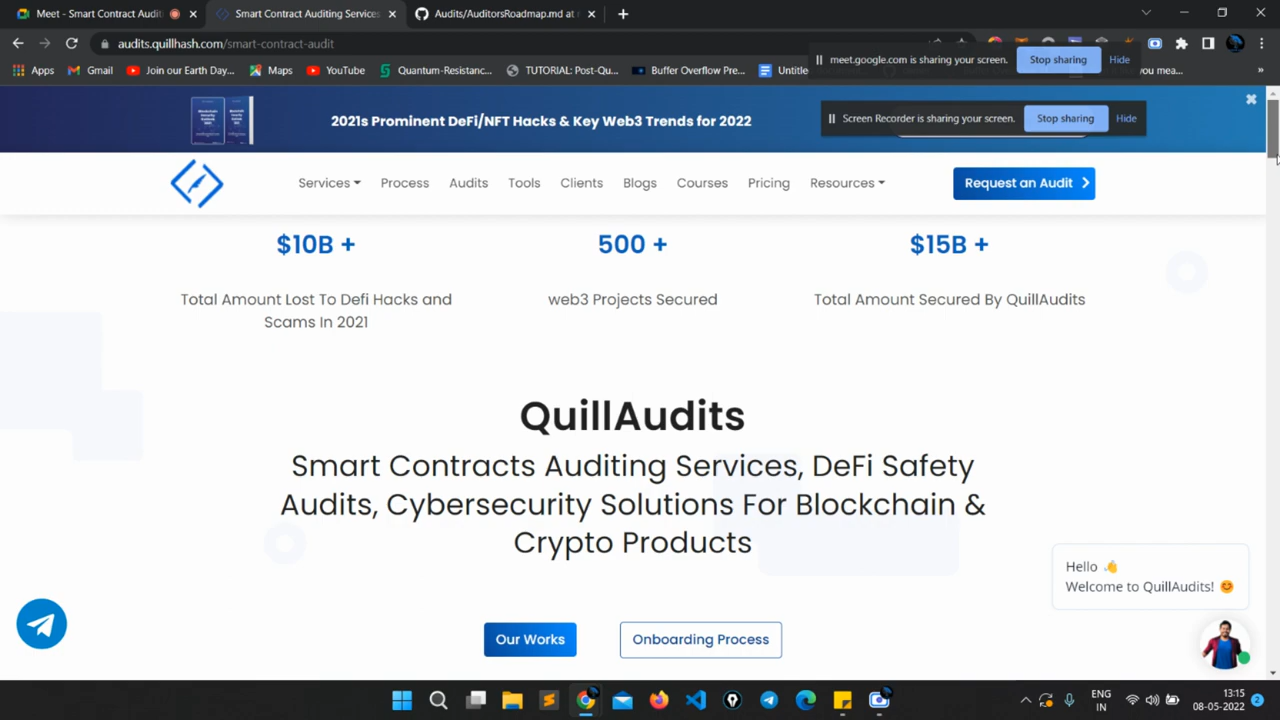 Meet - Smart Contract Audit
Smart Contract Auditing Services
Audits/AuditorsRoadmap.md at
audits.quillhash.com/smart-contract-audit
meet.google.com is sharing your screen.
Stop sharing
Hide
Apps
Gmail
Join our Earth Day...
Maps
YouTube
Quantum-Resistanc...
TUTORIAL: Post-Qu...
Buffer Overflow Pre...
Untitle
you mea...
»
2021s Prominent DeFi/NFT Hacks & Key Web3 Trends for 2022
Screen Recorder is sharing your screen.
Stop sharing
Hide
Services
Process
Audits
Tools
Clients
Blogs
Courses
Pricing
Resources
Request an Audit
$10B +
500 +
$15B +
Total Amount Lost To Defi Hacks and
Scams In 2021
web3 Projects Secured
Total Amount Secured By QuillAudits
QuillAudits
Smart Contracts Auditing Services, DeFi Safety
Audits, Cybersecurity Solutions For Blockchain &
Crypto Products
Hello 👋
Welcome to QuillAudits! 😊
Our Works
Onboarding Process
ENG
IN
13:15
08-05-2022
2